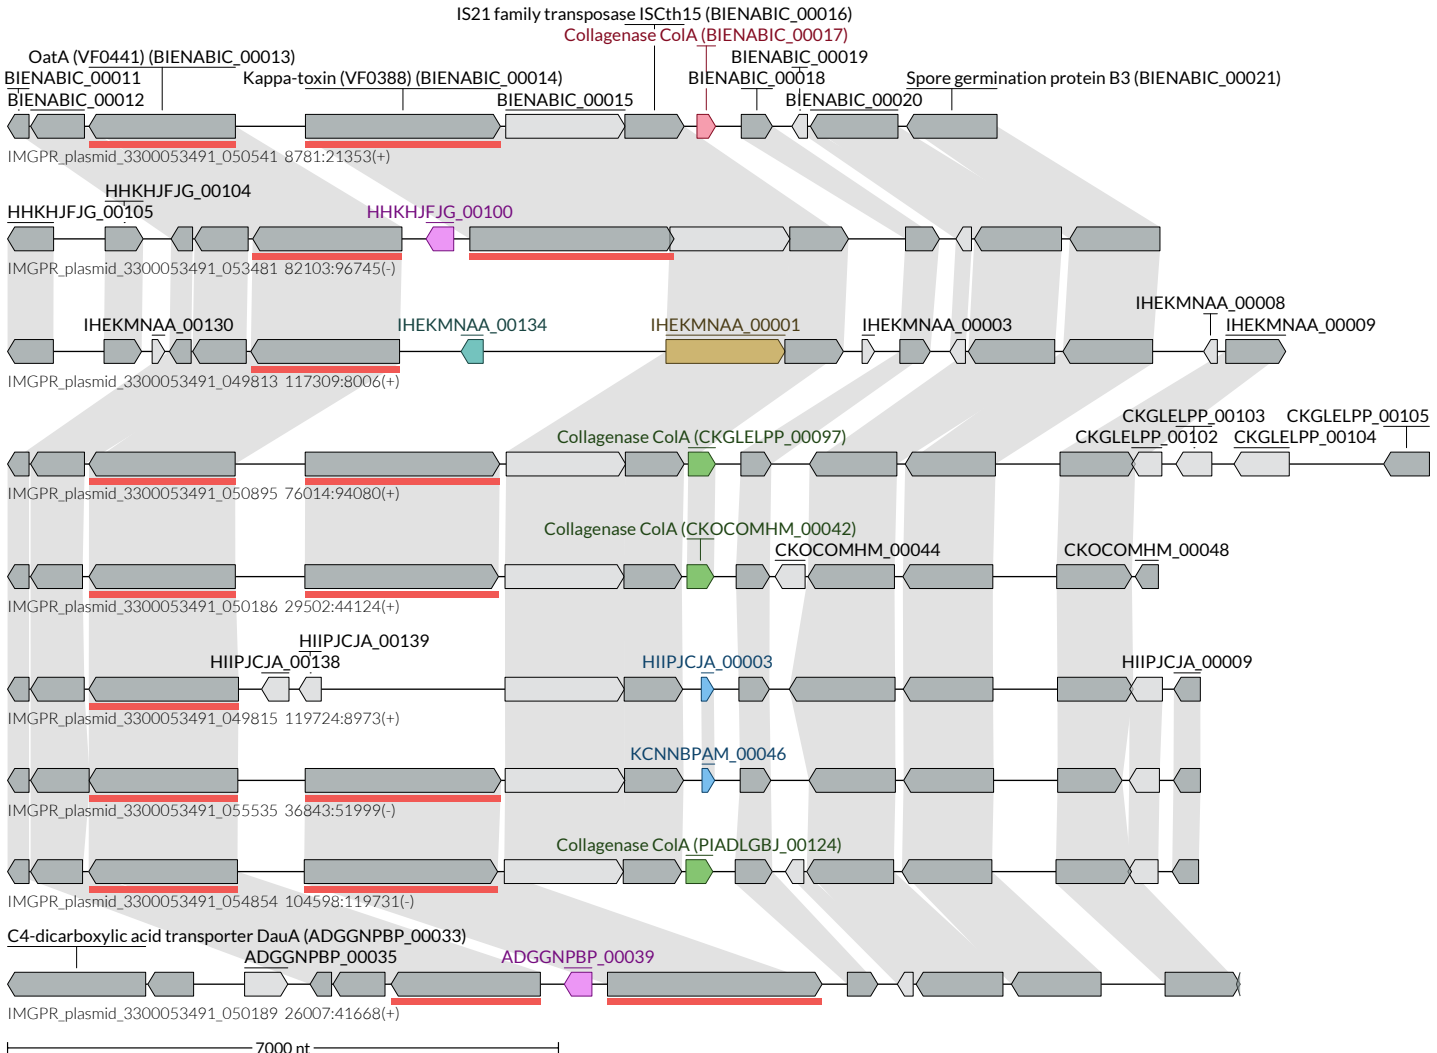 IS21 family transposase ISCth15 (BIENABIC_00016)
Collagenase ColA (BIENABIC_00017)
OatA (VF0441) (BIENABIC_00013)
BIENABIC_00019
BIENABIC_00011
Kappa-toxin (VF0388) (BIENABIC_00014)
BIENABIC_00018
Spore germination protein B3 (BIENABIC_00021)
BIENABIC_00012
BIENABIC_00015
BIENABIC_00020
IMGPR_plasmid_3300053491_050541 8781:21353(+)
HHKHJFJG_00104
HHKHJFJG_00105
HHKHJFJG_00100
IMGPR_plasmid_3300053491_053481 82103:96745(-)
IHEKMNAA_00008
IHEKMNAA_00130
IHEKMNAA_00134
IHEKMNAA_00001
IHEKMNAA_00003
IHEKMNAA_00009
IMGPR_plasmid_3300053491_049813 117309:8006(+)
CKGLELPP_00103
CKGLELPP_00105
Collagenase ColA (CKGLELPP_00097)
CKGLELPP_00102
CKGLELPP_00104
IMGPR_plasmid_3300053491_050895 76014:94080(+)
Collagenase ColA (CKOCOMHM_00042)
CKOCOMHM_00044
CKOCOMHM_00048
IMGPR_plasmid_3300053491_050186 29502:44124(+)
HIIPJCJA_00139
HIIPJCJA_00138
HIIPJCJA_00003
HIIPJCJA_00009
IMGPR_plasmid_3300053491_049815 119724:8973(+)
KCNNBPAM_00046
IMGPR_plasmid_3300053491_055535 36843:51999(-)
Collagenase ColA (PIADLGBJ_00124)
IMGPR_plasmid_3300053491_054854 104598:119731(-)
C4-dicarboxylic acid transporter DauA (ADGGNPBP_00033)
ADGGNPBP_00035
ADGGNPBP_00039
IMGPR_plasmid_3300053491_050189 26007:41668(+)
7000 nt